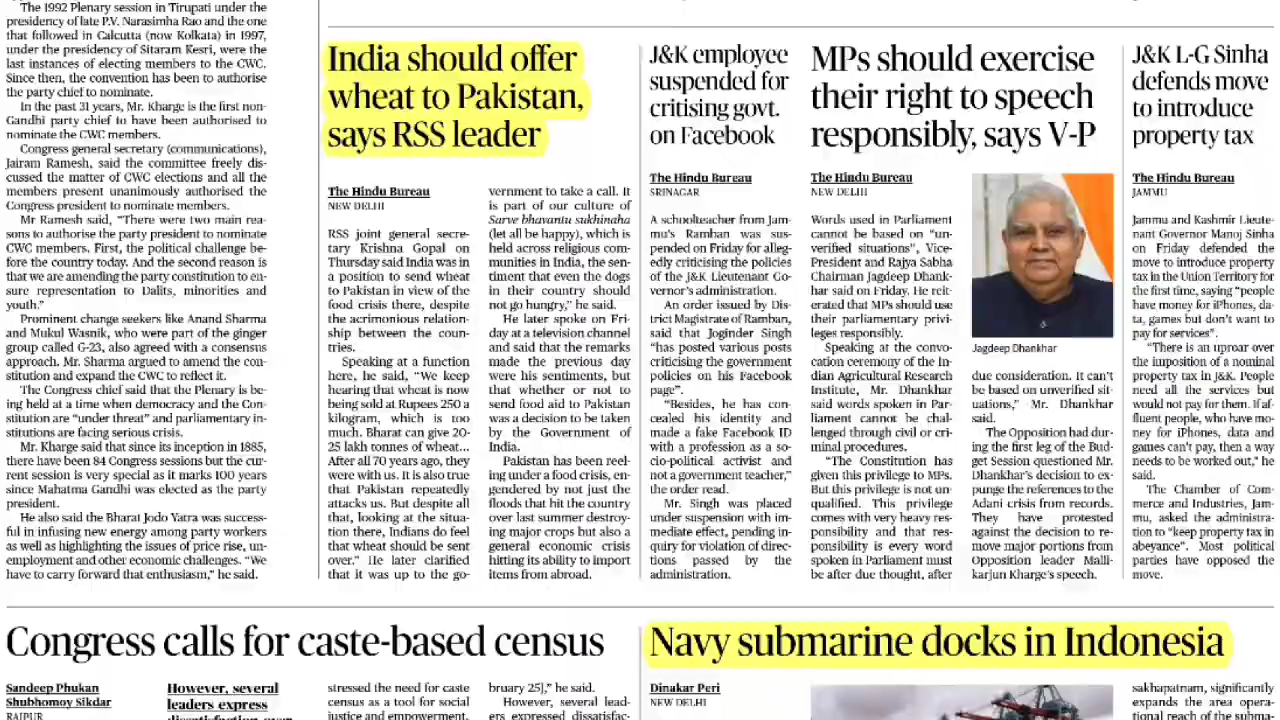 The 1992 Plenary session in Tirupati under the
presidency of late P.V. Narasimha Rao and the one
that followed in Calcutta (now Kolkata) in 1997,
under the presidency of Sitaram Kesri, were the
last instances of electing members to the CWC.
Since then, the convention has been to authorise
the party chief to nominate.
In the past 31 years, Mr. Kharge is the first non-
Gandhi party chief to have been authorised to
nominate the CWC members.
Congress general secretary (communications),
Jairam Ramesh, said the committee freely dis-
cussed the matter of CWC elections and all the
members present unanimously authorised the
Congress president to nominate members.
Mr Ramesh said, “There were two main rea-
sons to authorise the party president to nominate
CWC members. First, the political challenge be-
fore the country today. And the second reason is
that we are amending the party constitution to en-
sure representation to Dalits, minorities and
youth.”
Prominent change seekers like Anand Sharma
and Mukul Wasnik, who were part of the ginger
group called G-23, also agreed with a consensus
approach. Mr. Sharma argued to amend the con-
stitution and expand the CWC to reflect it.
The Congress chief said that the Plenary is be-
ing held at a time when democracy and the Con-
stitution are “under threat” and parliamentary in-
stitutions are facing serious crisis.
Mr. Kharge said that since its inception in 1885,
there have been 84 Congress sessions but the cur-
rent session is very special as it marks 100 years
since Mahatma Gandhi was elected as the party
president.
He also said the Bharat Jodo Yatra was success-
ful in infusing new energy among party workers
as well as highlighting the issues of price rise, un-
employment and other economic challenges. “We
have to carry forward that enthusiasm,” he said.
India should offer
wheat to Pakistan,
says RSS leader
The Hindu Bureau
NEW DELHI
RSS joint general secre-
tary Krishna Gopal on
Thursday said India was in
a position to send wheat
to Pakistan in view of the
food crisis there, despite
the acrimonious relation-
ship between the coun-
tries.
Speaking at a function
here, he said, “We keep
hearing that wheat is now
being sold at Rupees 250 a
kilogram, which is too
much. Bharat can give 20-
25 lakh tonnes of wheat...
After all 70 years ago, they
were with us. It is also true
that Pakistan repeatedly
attacks us. But despite all
that, looking at the situa-
tion there, Indians do feel
that wheat should be sent
over.” He later clarified
that it was up to the go-
vernment to take a call. It
is part of our culture of
Sarve bhavantu sukhinaha
(let all be happy), which is
held across religious com-
munities in India, the sen-
timent that even the dogs
in their country should
not go hungry,” he said.
He later spoke on Fri-
day at a television channel
and said that the remarks
made the previous day
were his sentiments, but
that whether or not to
send food aid to Pakistan
was a decision to be taken
by the Government of
India.
Pakistan has been reel-
ing under a food crisis, en-
gendered by not just the
floods that hit the country
over last summer destroy-
ing major crops but also a
general economic crisis
hitting its ability to import
items from abroad.
J&K employee
suspended for
critising govt.
on Facebook
The Hindu Bureau
SRINAGAR
A schoolteacher from Jam-
mu’s Ramban was sus-
pended on Friday for alleg-
edly criticising the policies
of the J&K Lieutenant Go-
vernor’s administration.
An order issued by Dis-
trict Magistrate of Ramban,
said that Joginder Singh
“has posted various posts
criticising the government
policies on his Facebook
page”.
“Besides, he has con-
cealed his identity and
made a fake Facebook ID
with a profession as a so-
cio-political activist and
not a government teacher,”
the order read.
Mr. Singh was placed
under suspension with im-
mediate effect, pending in-
quiry for violation of direc-
tions passed by the
administration.
MPs should exercise
their right to speech
responsibly, says V-P
The Hindu Bureau
NEW DELHI
Words used in Parliament
cannot be based on “un-
verified situations”, Vice-
President and Rajya Sabha
Chairman Jagdeep Dhank-
har said on Friday. He reit-
erated that MPs should use
their parliamentary privi-
leges responsibly.
Speaking at the convo-
cation ceremony of the In-
dian Agricultural Research
Institute, Mr. Dhankhar
said words spoken in Par-
liament cannot be chal-
lenged through civil or cri-
minal procedures.
“The Constitution has
given this privilege to MPs.
But this privilege is not un-
qualified. This privilege
comes with very heavy res-
ponsibility and that res-
ponsibility is every word
spoken in Parliament must
be after due thought, after
Jagdeep Dhankhar
due consideration. It can’t
be based on unverified sit-
uations,” Mr. Dhankhar
said.
The Opposition had dur-
ing the first leg of the Bud-
get Session questioned Mr.
Dhankhar’s decision to ex-
punge the references to the
Adani crisis from records.
They have protested
against the decision to re-
move major portions from
Opposition leader Malli-
karjun Kharge’s speech.
J&K L-G Sinha
defends move
to introduce
property tax
The Hindu Bureau
JAMMU
Jammu and Kashmir Lieute-
nant Governor Manoj Sinha
on Friday defended the
move to introduce property
tax in the Union Territory for
the first time, saying “people
have money for iPhones, da-
ta, games but don’t want to
pay for services”.
“There is an uproar over
the imposition of a nominal
property tax in J&K. People
need all the services but
would not pay for them. If af-
fluent people, who have mo-
ney for iPhones, data and
games can’t pay, then a way
needs to be worked out,” he
said.
The Chamber of Com-
merce and Industries, Jam-
mu, asked the administra-
tion to “keep property tax in
abeyance”. Most political
parties have opposed the
move.
Congress calls for caste-based census
Sandeep Phukan
Shubhomoy Sikdar
RAIPUR
However, several
leaders express
dissatisfaction over
stressed the need for caste
census as a tool for social
justice and empowerment,
bruary 25],” he said.
However, several lead-
ers expressed dissatisfac-
Navy submarine docks in Indonesia
Dinakar Peri
NEW DELHI
sakhapatnam, significantly
expands the area opera-
tional reach of the subma-